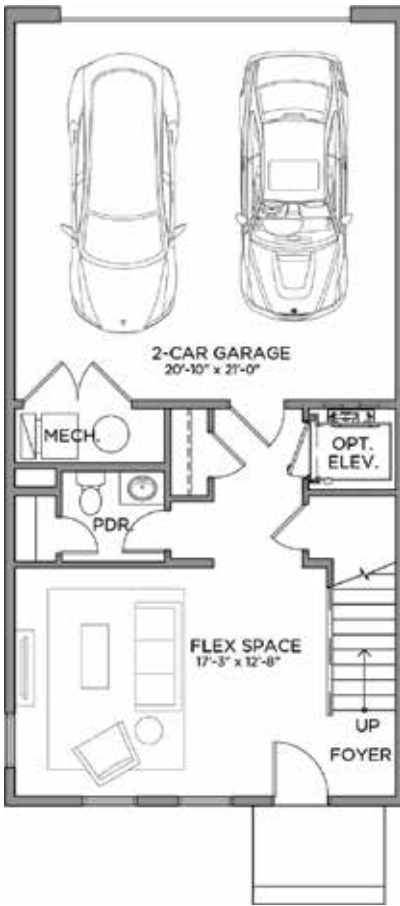 2-CAR GARAGE
20'-10" x 21'-0"
MECH.
OPT.
ELEV.
PDR.
FLEX SPACE
17'-3" x 12'-8"
UP
FOYER